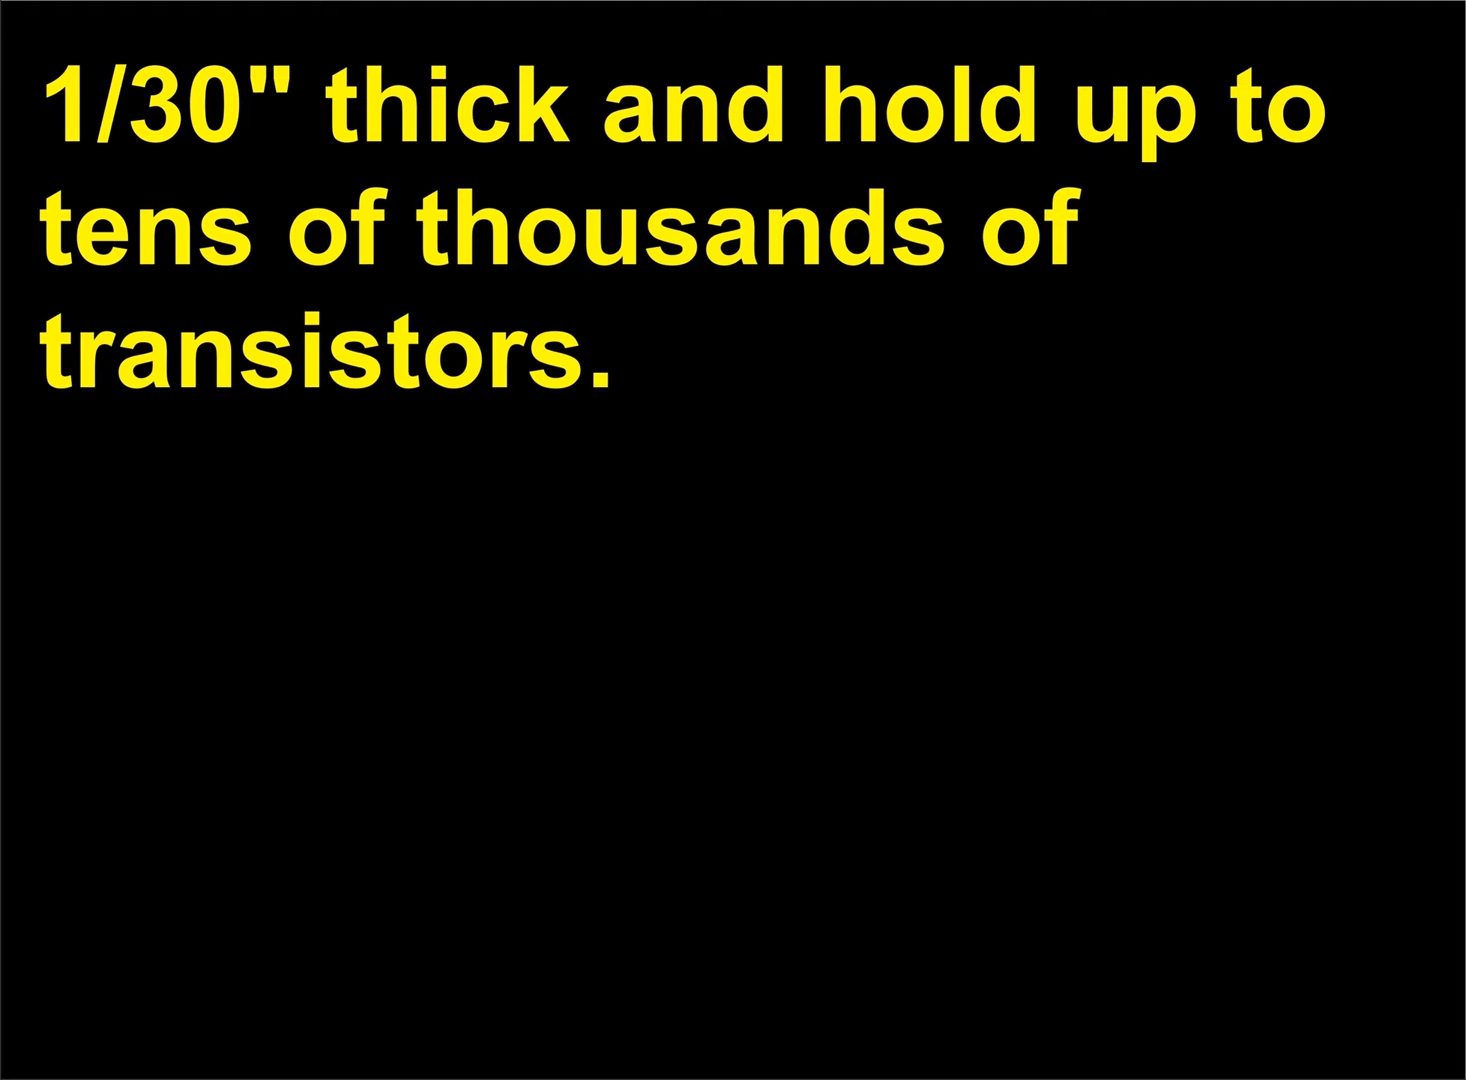 1/30" thick and hold up to
tens of thousands of
transistors.